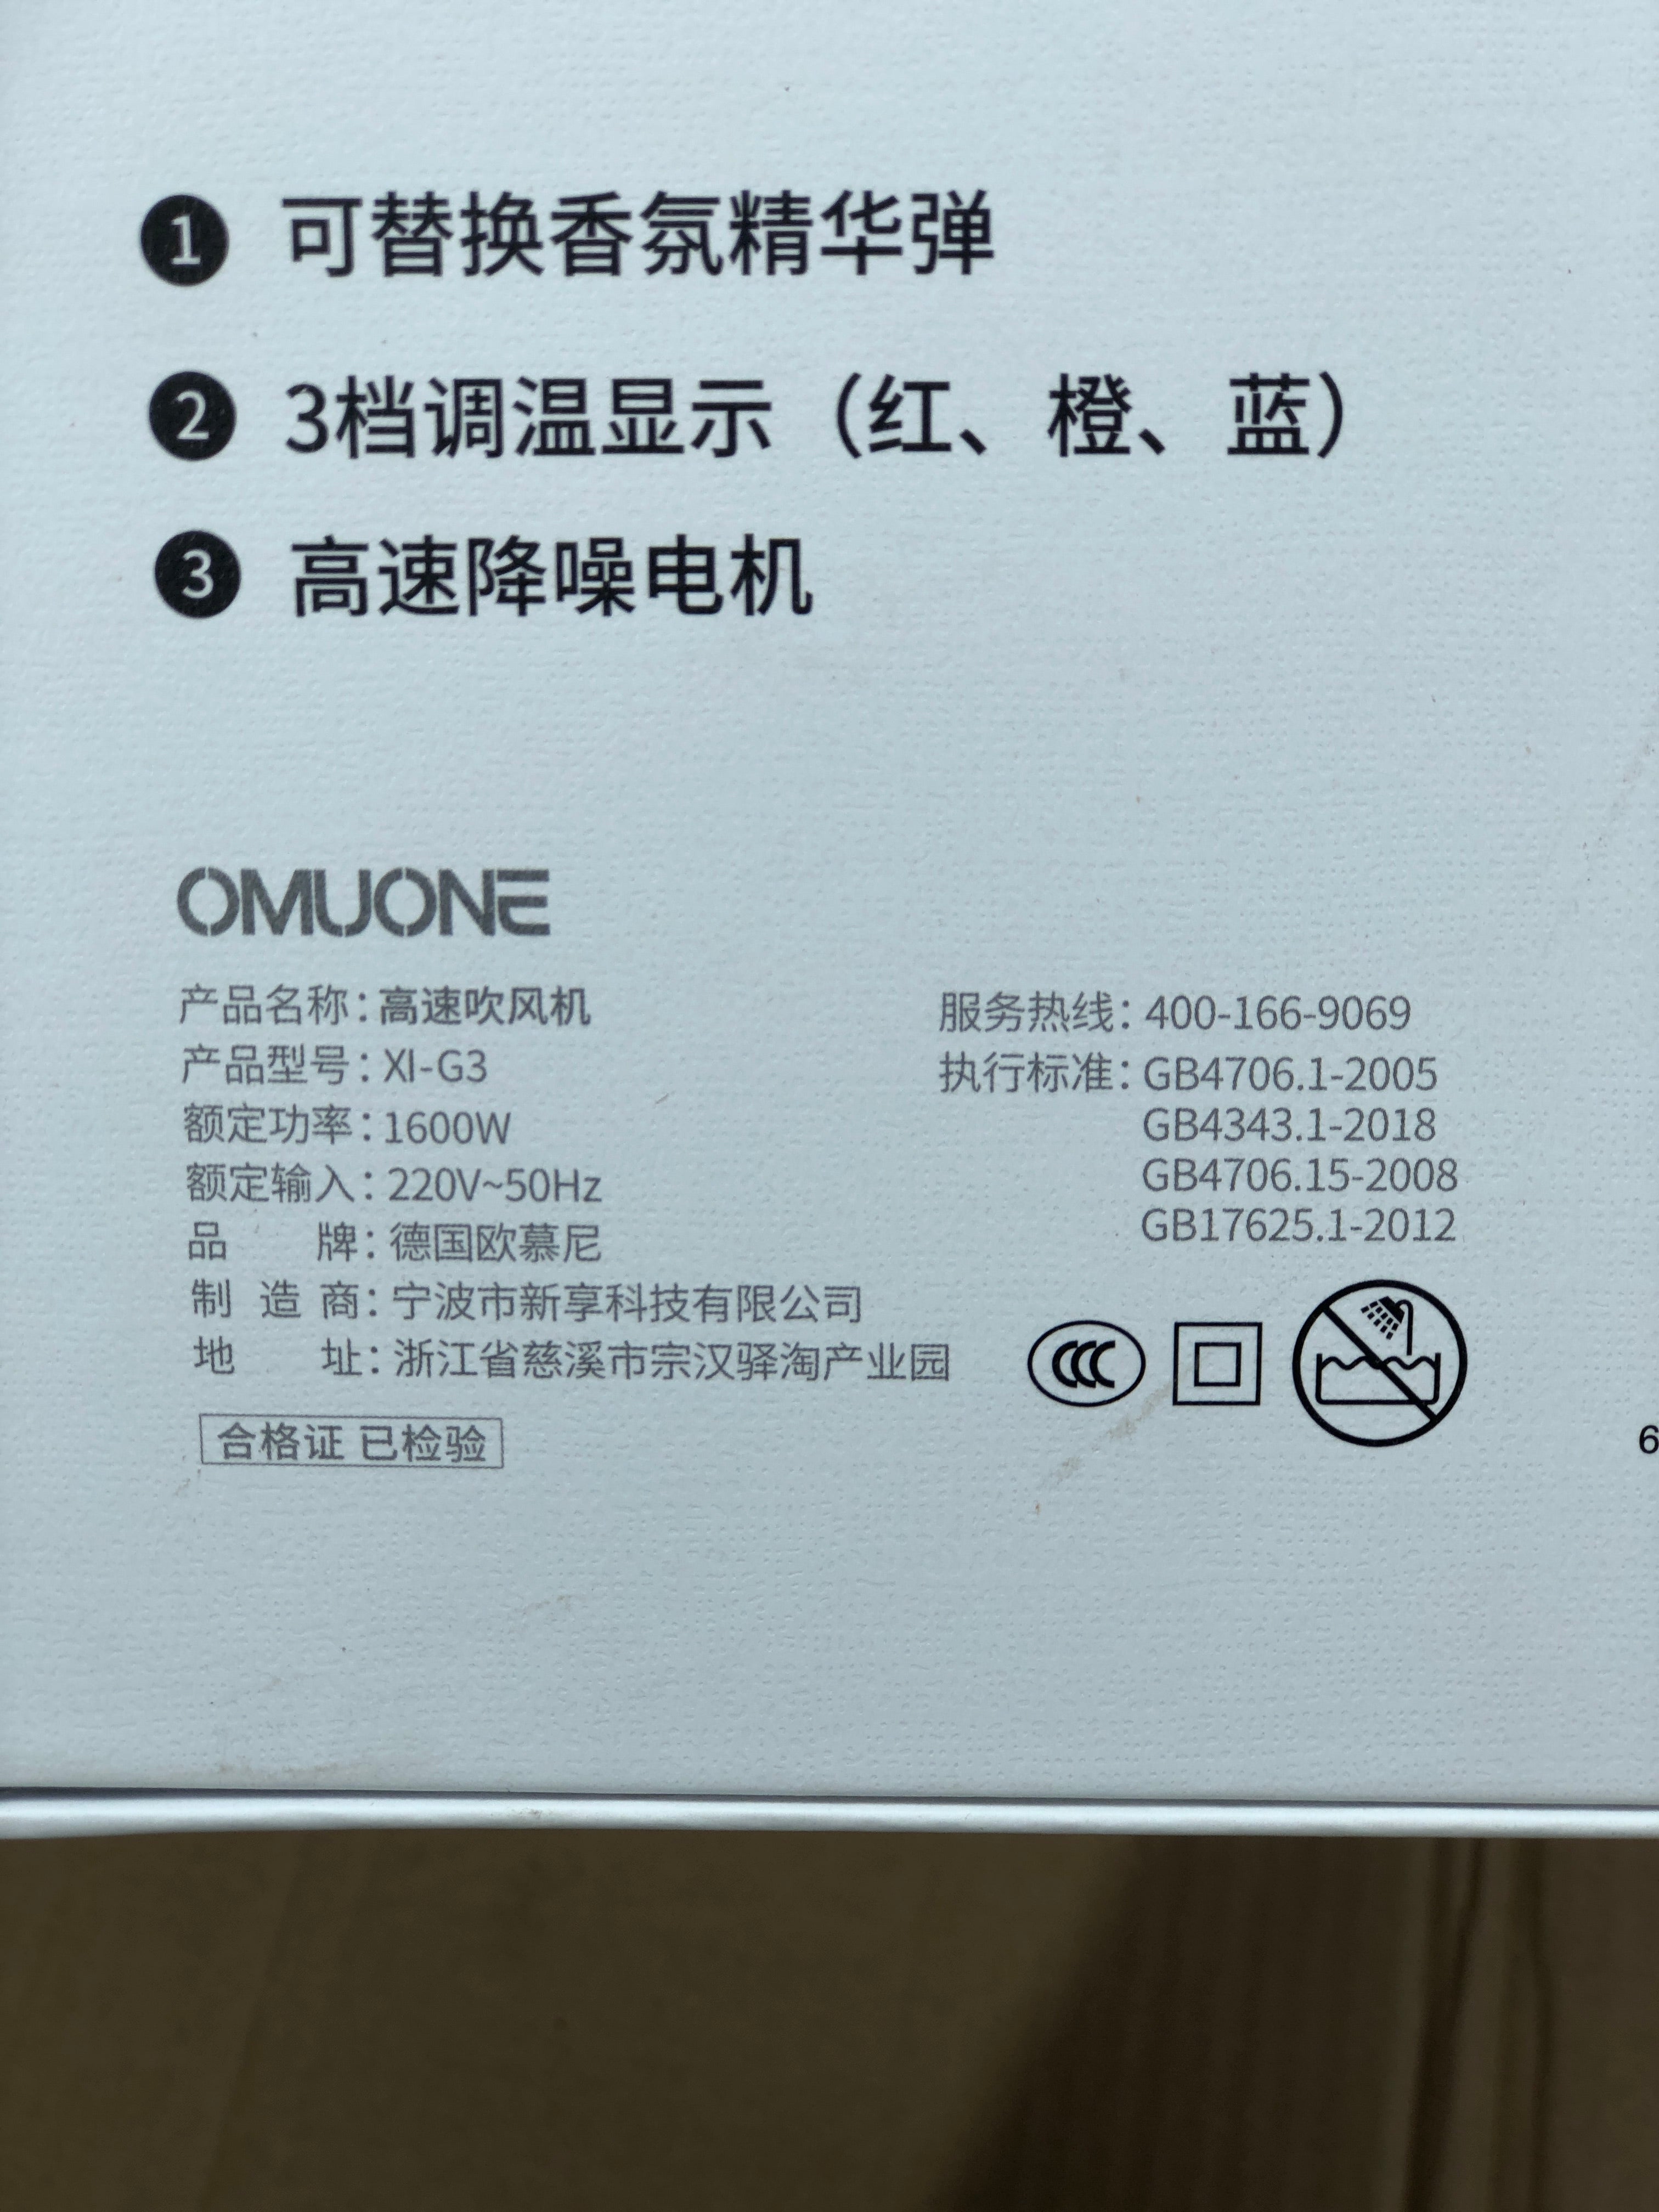 1 可替换香氛精华弹
2 3档调温显示（红、橙、蓝）
3 高速降噪电机
OMUONE
产品名称：高速吹风机
产品型号：XI-G3
额定功率：1600W
额定输入：220V~50Hz
品牌：德国欧慕尼
制造商：宁波市新享科技有限公司
地址：浙江省慈溪市宗汉驿淘产业园
合格证 已检验
服务热线：400-166-9069
执行标准：GB4706.1-2005
GB4343.1-2018
GB4706.15-2008
GB17625.1-2012
CCC
6